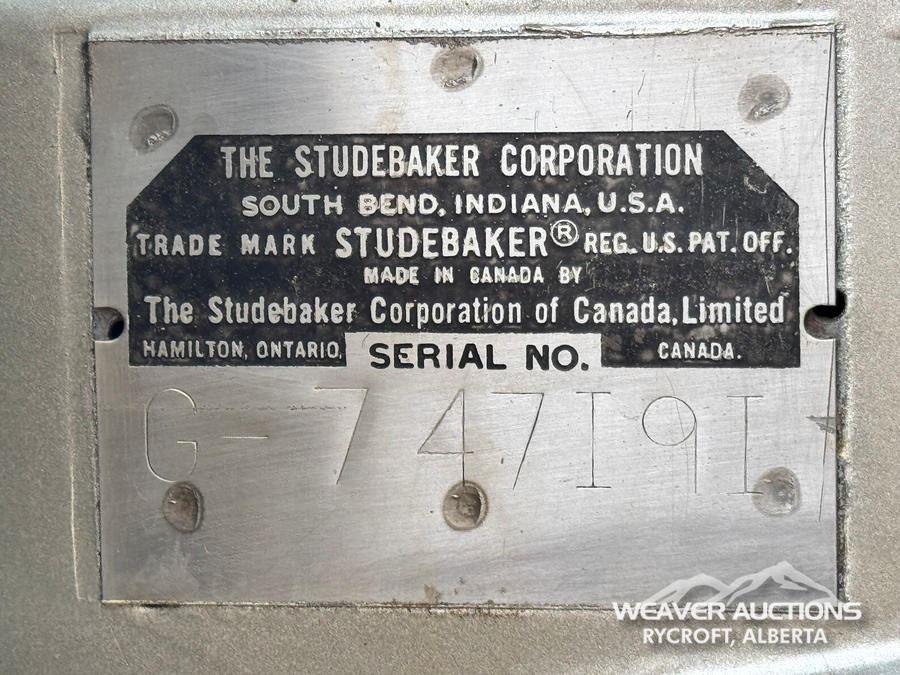 THE STUDEBAKER CORPORATION
SOUTH BEND, INDIANA, U.S.A.
TRADE MARK STUDEBAKER® REG. U.S. PAT. OFF.
MADE IN CANADA BY
The Studebaker Corporation of Canada, Limited
HAMILTON, ONTARIO, SERIAL NO. CANADA.
G-747191
WEAVER AUCTIONS
RYCROFT, ALBERTA